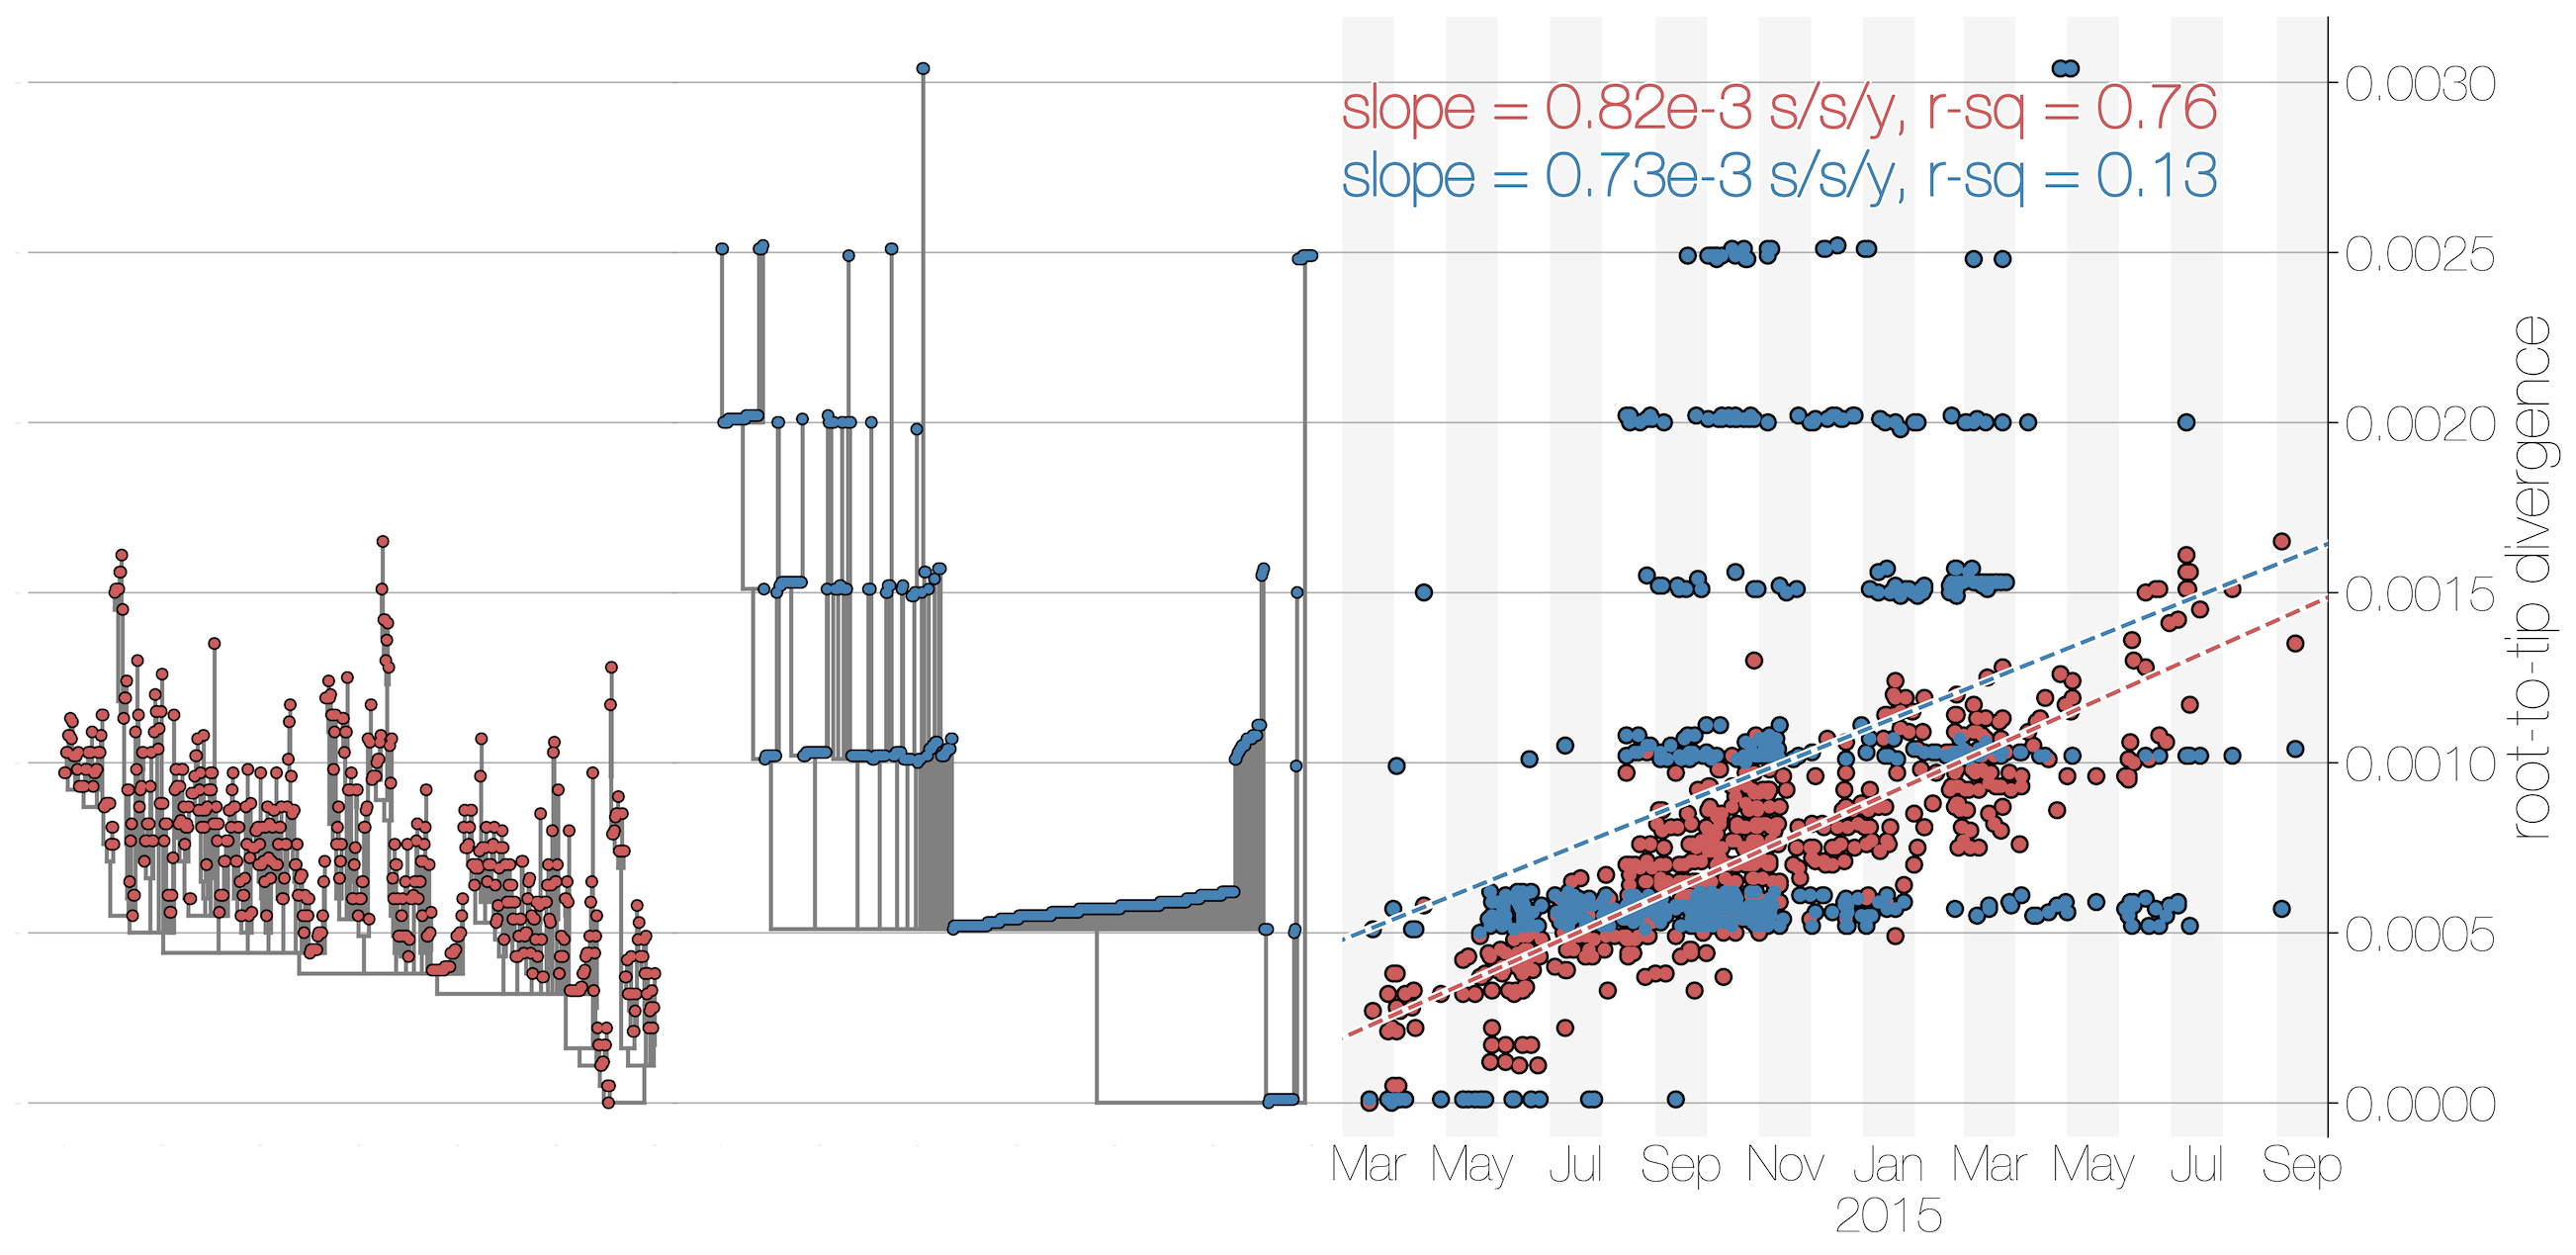 slope = 0.82e-3 s/s/y, r-sq = 0.76
slope = 0.73e-3 s/s/y, r-sq = 0.13
0.0030
0.0025
0.0020
0.0015
0.0010
0.0005
0.0000
root-to-tip divergence
Mar May Jul Sep Nov Jan Mar May Jul Sep
2015